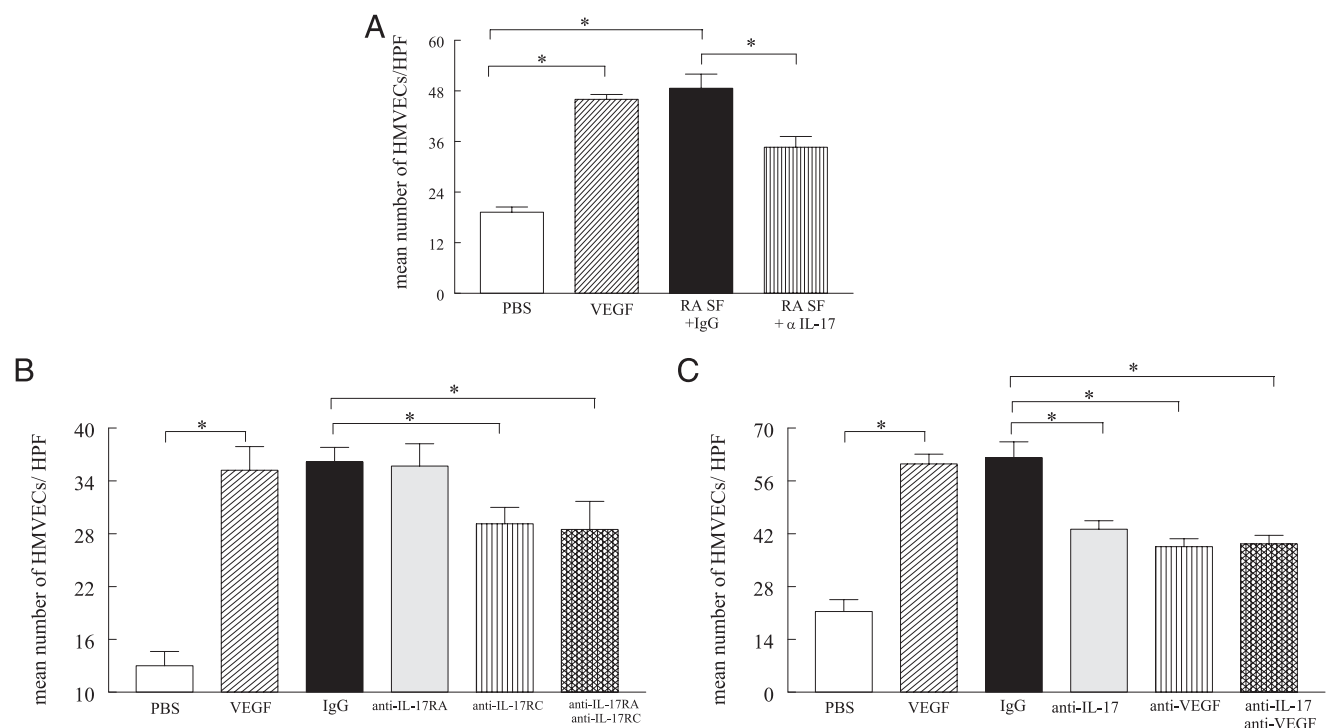 A
mean number of HMVECs/HPF
60
48
36
24
12
0
*
*
*
PBS
VEGF
RA SF
+IgG
RA SF
+ α IL-17
B
mean number of HMVECs/ HPF
40
34
28
22
16
10
*
*
*
PBS
VEGF
IgG
anti-IL-17RA
anti-IL-17RC
anti-IL-17RA
anti-IL-17RC
C
mean number of HMVECs/ HPF
70
56
42
28
14
0
*
*
*
*
PBS
VEGF
IgG
anti-IL-17
anti-VEGF
anti-IL-17
anti-VEGF